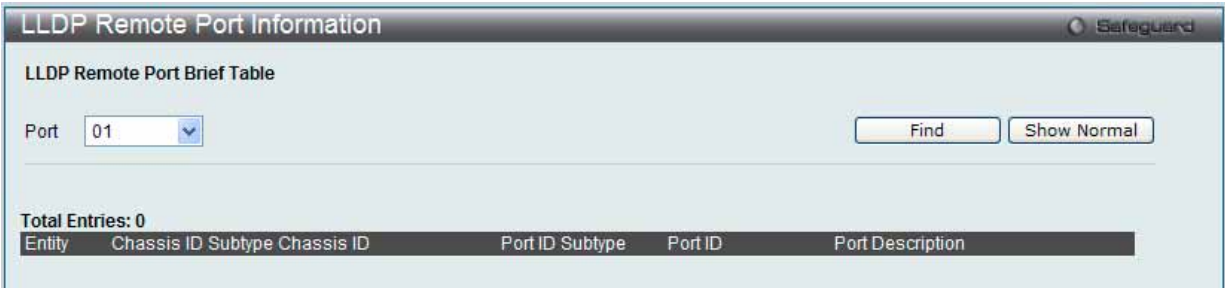 LLDP Remote Port Information
Safeguard
LLDP Remote Port Brief Table
Port 01 Find Show Normal
Total Entries: 0
Entity Chassis ID Subtype Chassis ID Port ID Subtype Port ID Port Description